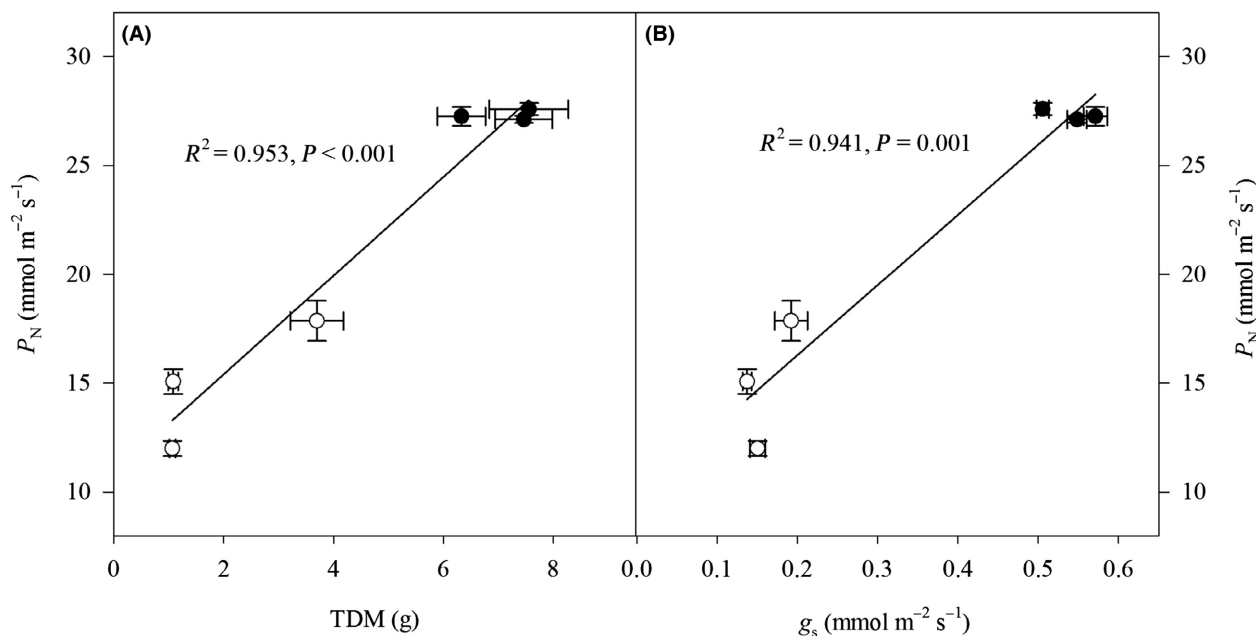 (A)
(B)
30
25
20
15
10
P_N (mmol m⁻² s⁻¹)
R² = 0.953, P < 0.001
0 2 4 6 8
TDM (g)
R² = 0.941, P = 0.001
0.0 0.1 0.2 0.3 0.4 0.5 0.6
g_s (mmol m⁻² s⁻¹)
30
25
20
15
10
P_N (mmol m⁻² s⁻¹)